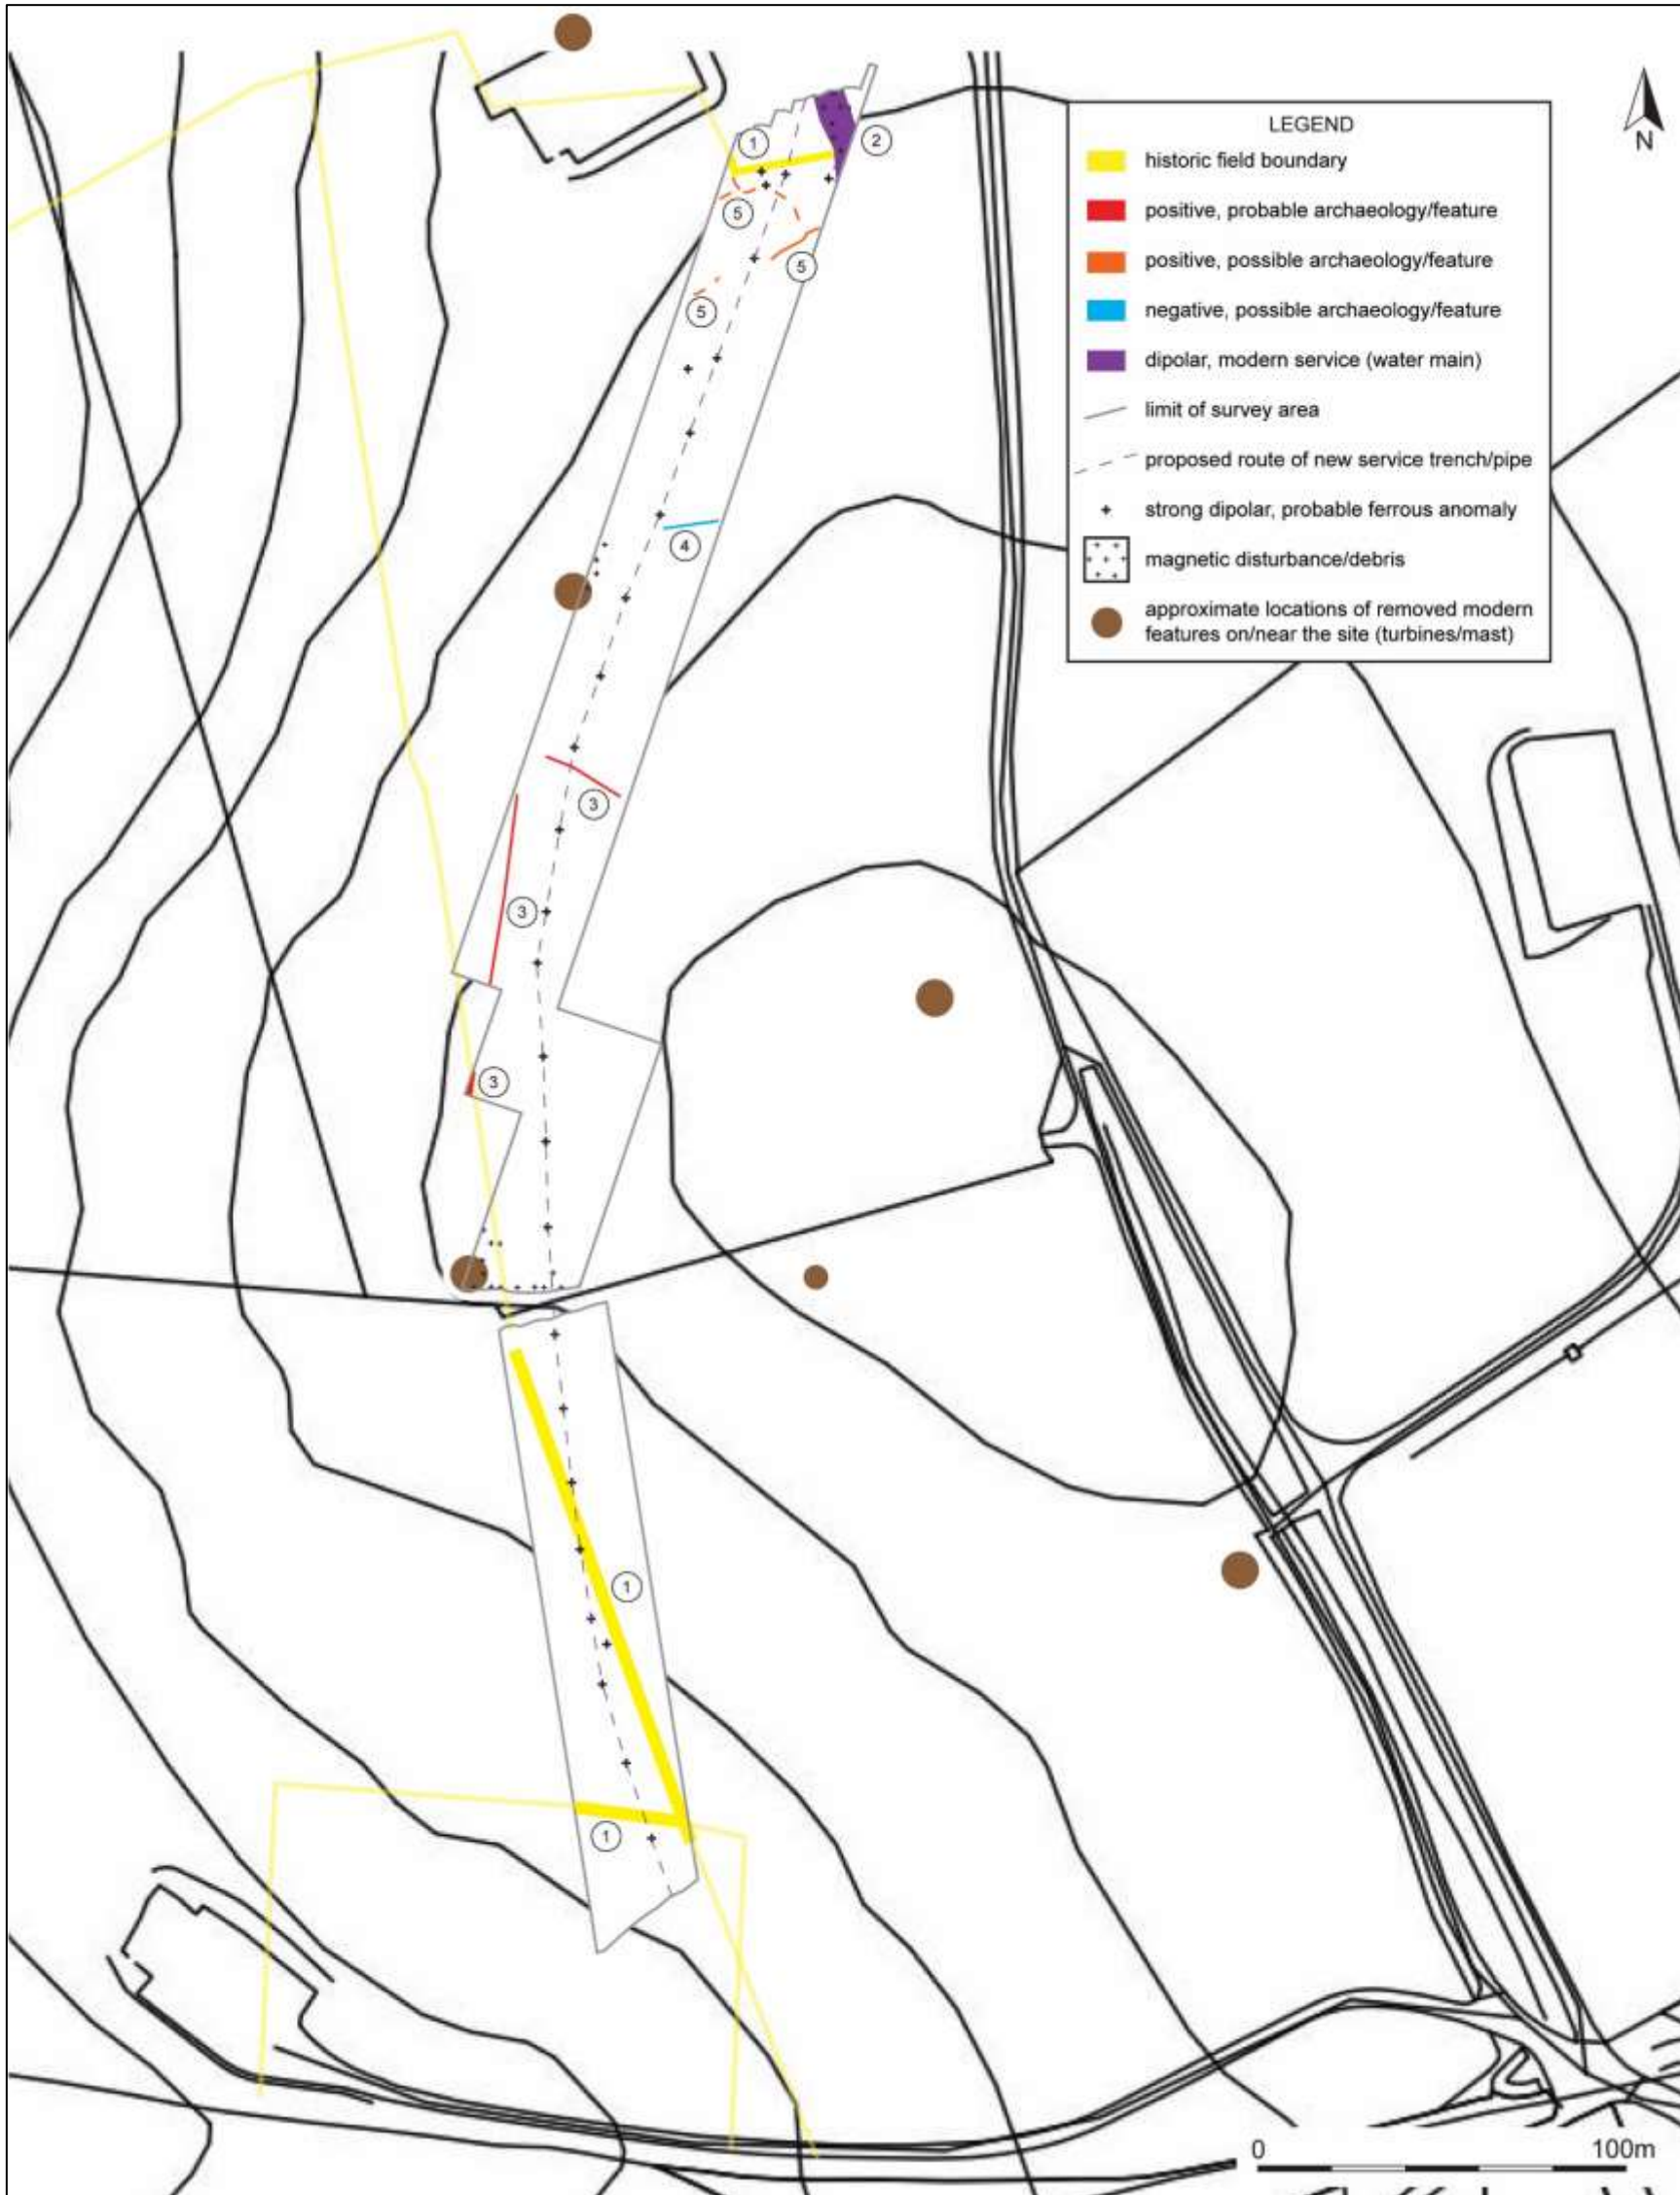 LEGEND
historic field boundary
positive, probable archaeology/feature
positive, possible archaeology/feature
negative, possible archaeology/feature
dipolar, modern service (water main)
limit of survey area
proposed route of new service trench/pipe
strong dipolar, probable ferrous anomaly
magnetic disturbance/debris
approximate locations of removed modern
features on/near the site (turbines/mast)
N
1
2
5
5
5
4
3
3
3
1
1
0 100m